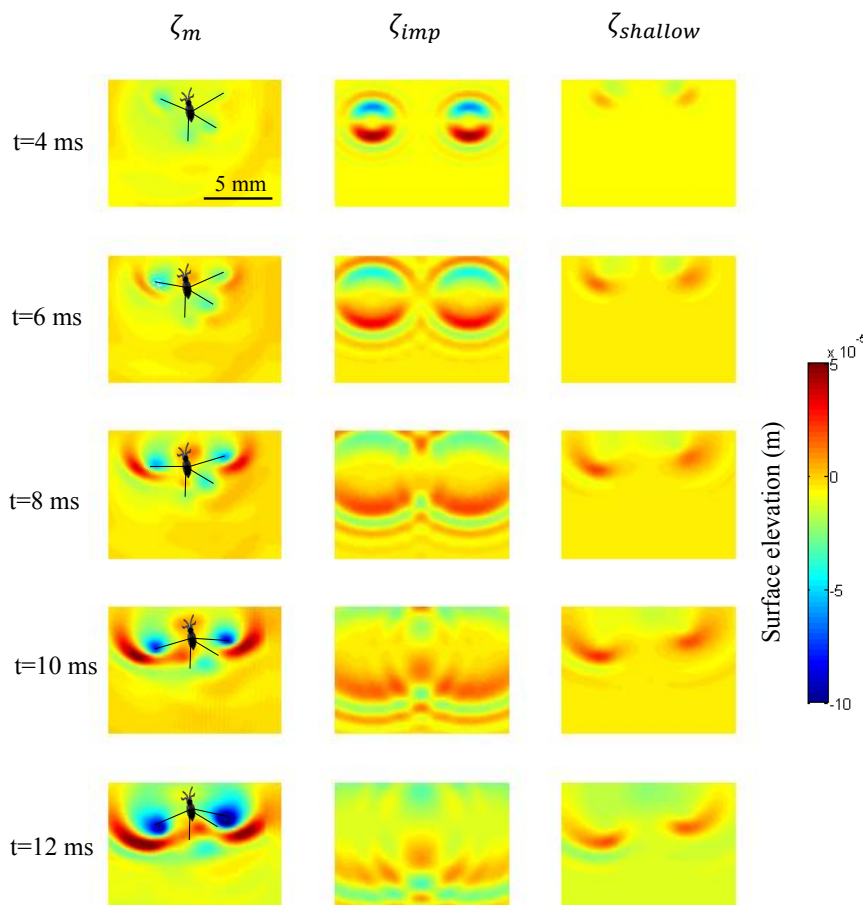 ζm ζimp ζshallow
t=4 ms
5 mm
t=6 ms
x 10⁻⁵
5
t=8 ms
0
Surface elevation (m)
-5
t=10 ms
-10
t=12 ms